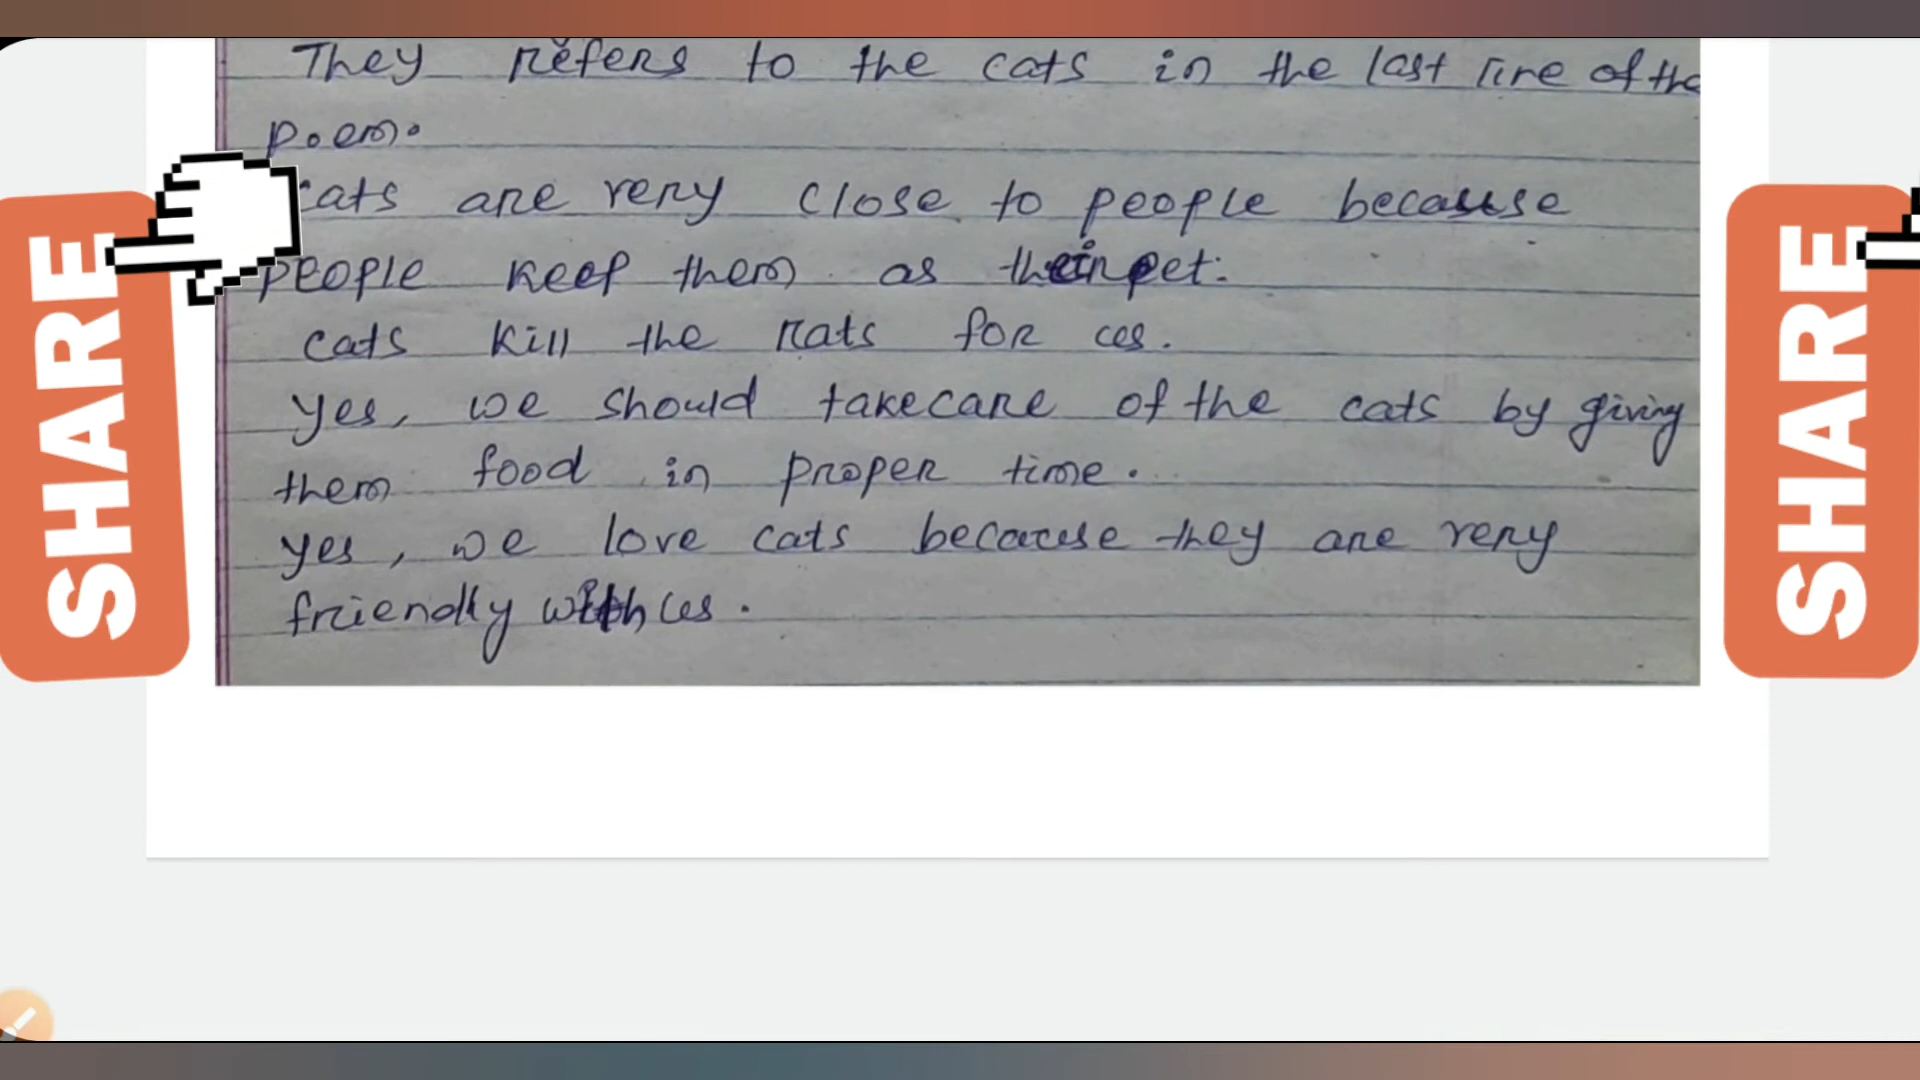 They refers to the cats in the last line of the
poem.
cats are very close to people because
people keep them as their pet.
cats kill the rats for us.
Yes, we should takecare of the cats by giving
them food in proper time.
yes, we love cats because they are very
friendly with us.
SHARE
SHARE